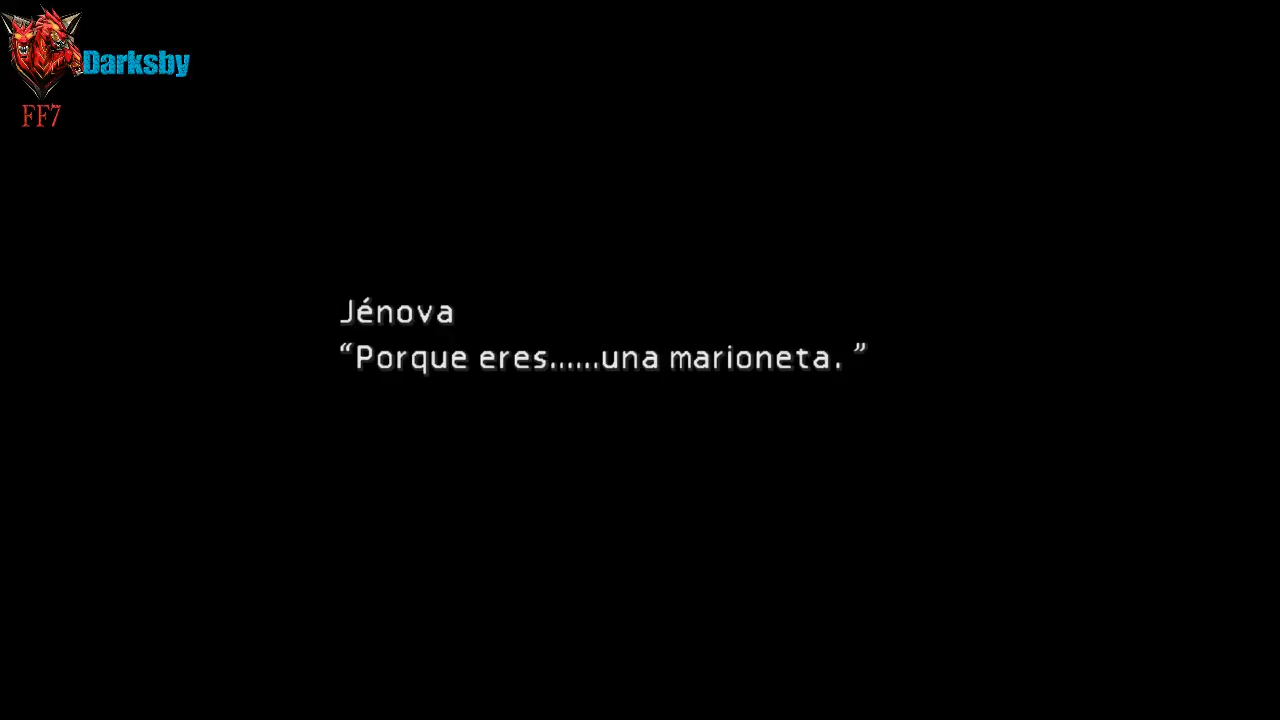 Darksby
FF7
Jénova
“Porque eres......una marioneta. ”